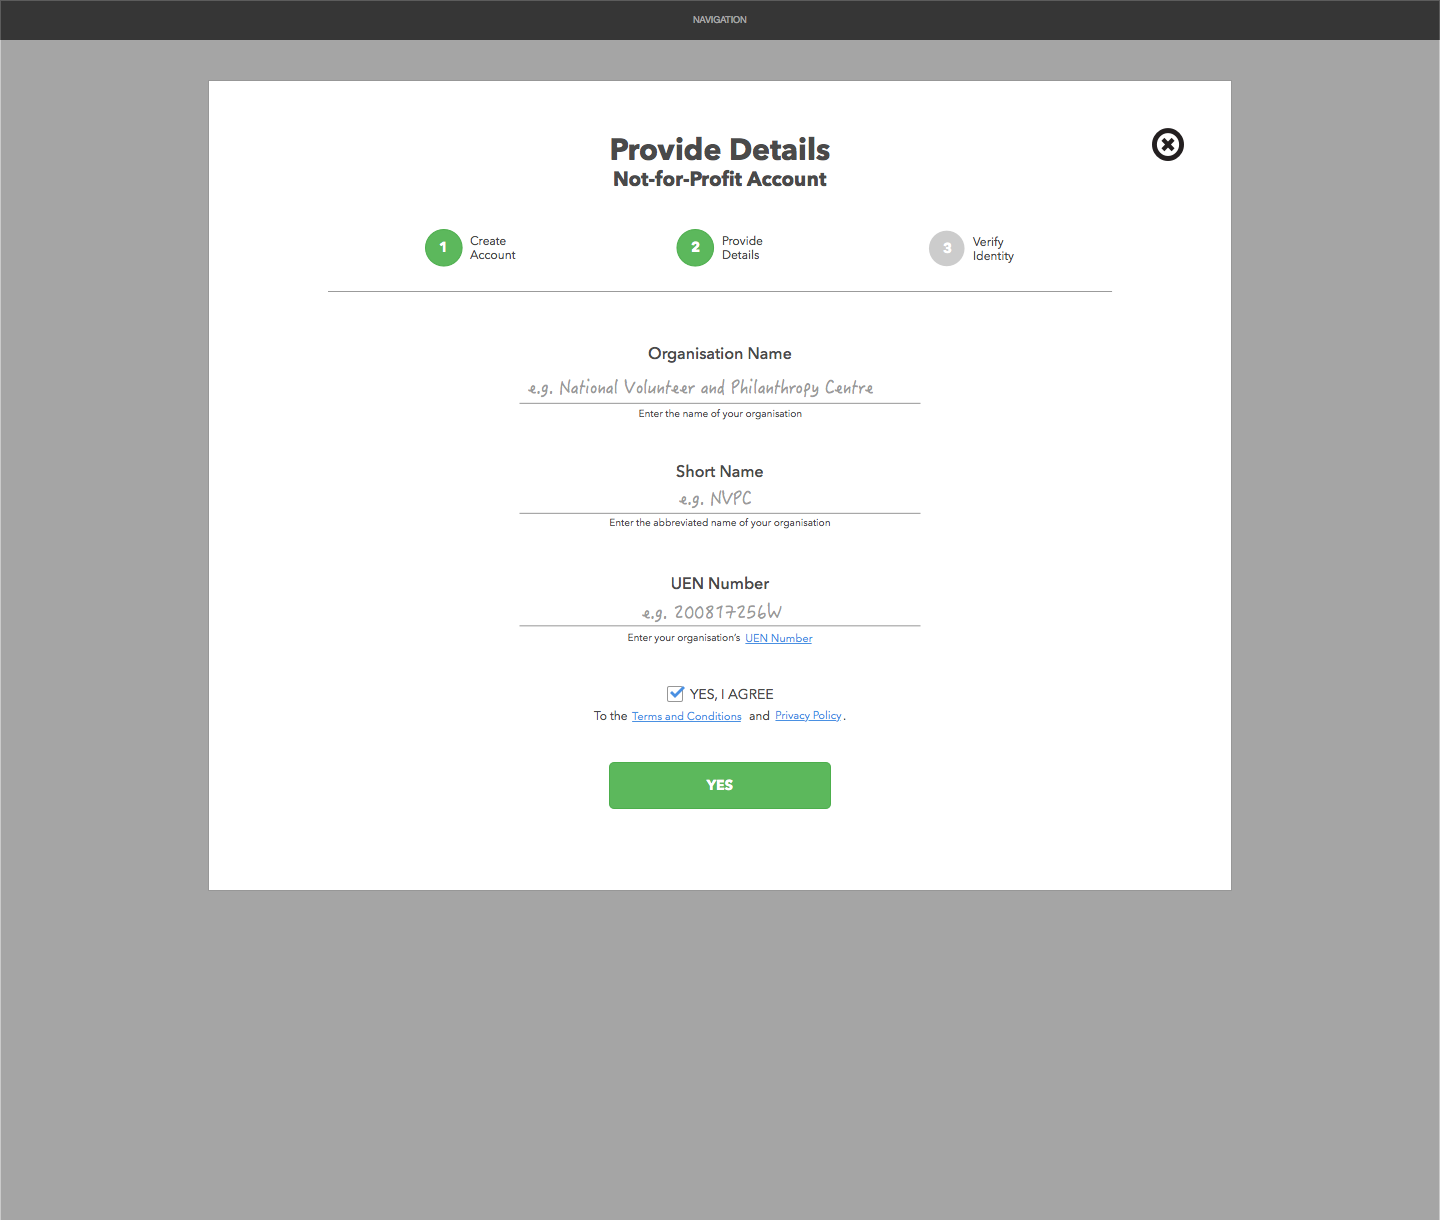 NAVIGATION
Provide Details
Not-for-Profit Account
1 Create Account
2 Provide Details
3 Verify Identity
Organisation Name
e.g. National Volunteer and Philanthropy Centre
Enter the name of your organisation
Short Name
e.g. NVPC
Enter the abbreviated name of your organisation
UEN Number
e.g. 200817256W
Enter your organisation's UEN Number
YES, I AGREE
To the Terms and Conditions and Privacy Policy.
YES